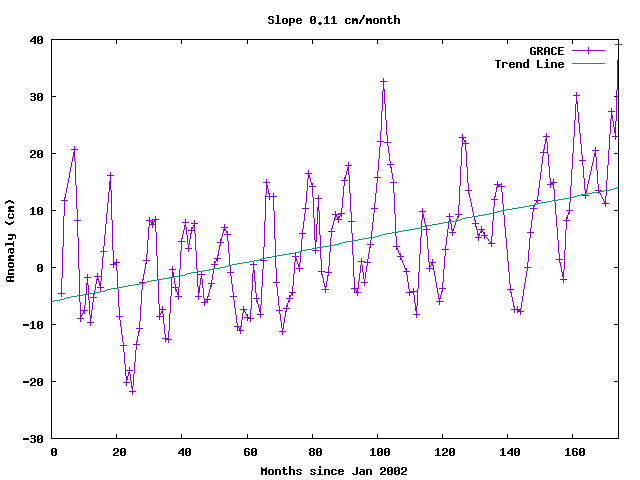 Slope 0.11 cm/month
GRACE
Trend Line
40
30
20
10
0
-10
-20
-30
Anomaly (cm)
0 20 40 60 80 100 120 140 160
Months since Jan 2002